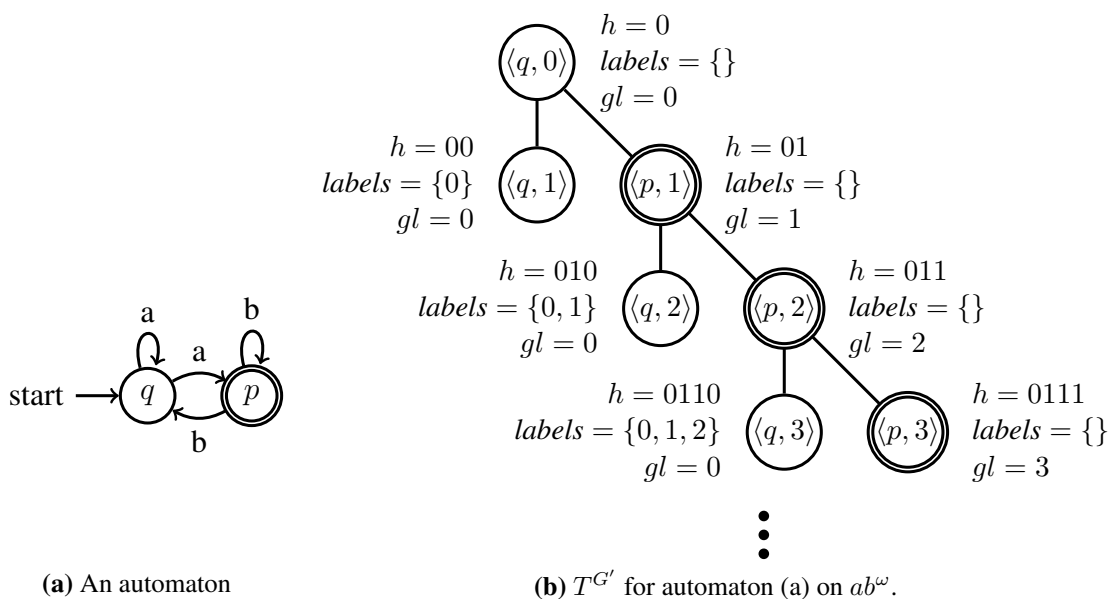 h = 0
⟨q, 0⟩
labels = {}
gl = 0
h = 00
labels = {0}
gl = 0
⟨q, 1⟩
⟨p, 1⟩
h = 01
labels = {}
gl = 1
h = 010
labels = {0, 1}
gl = 0
⟨q, 2⟩
⟨p, 2⟩
h = 011
labels = {}
gl = 2
h = 0110
labels = {0, 1, 2}
gl = 0
⟨q, 3⟩
⟨p, 3⟩
h = 0111
labels = {}
gl = 3
a
b
a
start
q
p
b
(a) An automaton
(b) T^{G′} for automaton (a) on ab^ω.